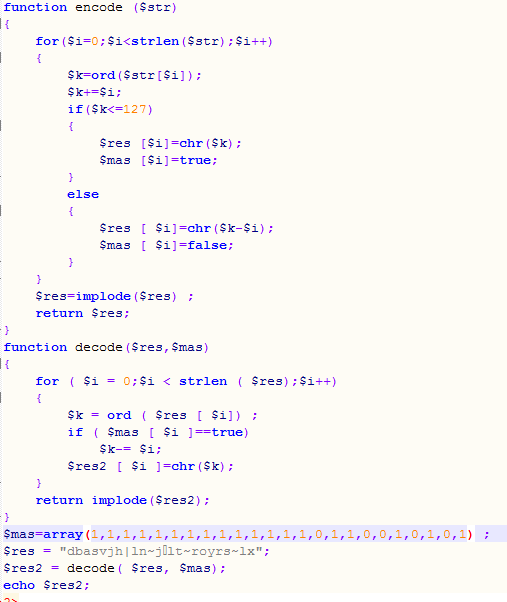 function encode ($str)
{
for($i=0;$i<strlen($str);$i++)
{
$k=ord($str[$i]);
$k+=$i;
if($k<=127)
{
$res [$i]=chr($k);
$mas [$i]=true;
}
else
{
$res [ $i]=chr($k-$i);
$mas [ $i]=false;
}
}
$res=implode($res) ;
return $res;
}
function decode($res,$mas)
{
for ( $i = 0;$i < strlen ( $res);$i++)
{
$k = ord ( $res [ $i]) ;
if ( $mas [ $i ]==true)
$k-= $i;
$res2 [ $i ]=chr($k);
}
return implode($res2);
}
$mas=array(1,1,1,1,1,1,1,1,1,1,1,1,1,1,0,1,1,0,0,1,0,1,0,1) ;
$res = "dbasvjh|ln~j□lt~royrs~lx";
$res2 = decode( $res, $mas);
echo $res2;
?>